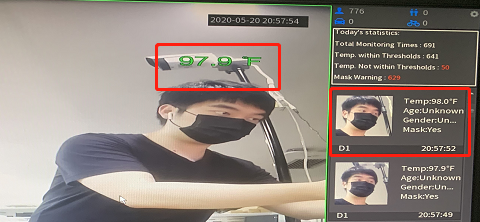 2020-05-20 20:57:54
97.9 °F
776
0
0
0
Today's statistics:
Total Monitoring Times : 691
Temp. within Thresholds : 641
Temp. Not within Thresholds : 50
Mask Warning : 629
Temp:98.0°F
Age:Unknown
Gender:Un...
Mask:Yes
D1 20:57:52
Temp:97.9°F
Age:Unknown
Gender:Un...
Mask:Yes
D1 20:57:49